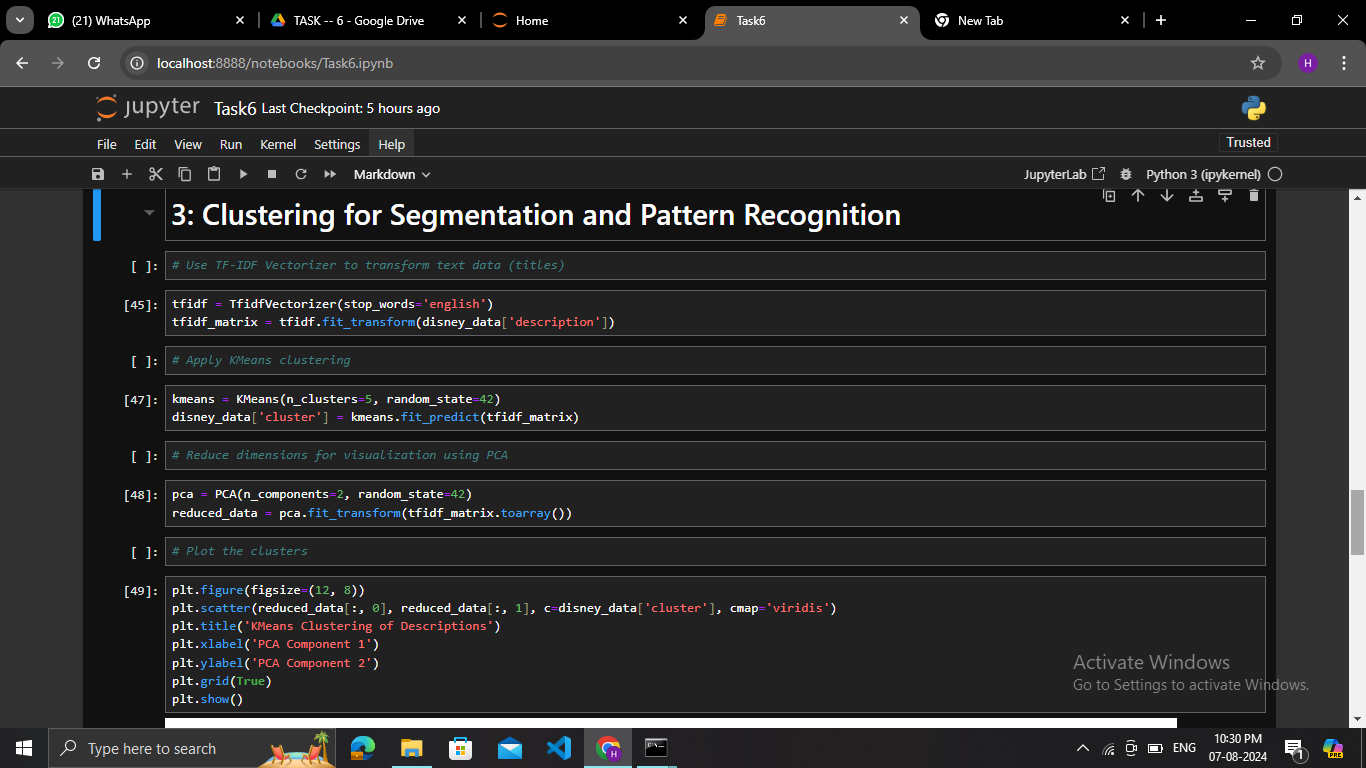 (21) WhatsApp
TASK -- 6 - Google Drive
Home
Task6
New Tab
localhost:8888/notebooks/Task6.ipynb
H
jupyter Task6 Last Checkpoint: 5 hours ago
File Edit View Run Kernel Settings Help
Trusted
Markdown
JupyterLab
Python 3 (ipykernel)
3: Clustering for Segmentation and Pattern Recognition
[ ]: # Use TF-IDF Vectorizer to transform text data (titles)
[45]: tfidf = TfidfVectorizer(stop_words='english')
tfidf_matrix = tfidf.fit_transform(disney_data['description'])
[ ]: # Apply KMeans clustering
[47]: kmeans = KMeans(n_clusters=5, random_state=42)
disney_data['cluster'] = kmeans.fit_predict(tfidf_matrix)
[ ]: # Reduce dimensions for visualization using PCA
[48]: pca = PCA(n_components=2, random_state=42)
reduced_data = pca.fit_transform(tfidf_matrix.toarray())
[ ]: # Plot the clusters
[49]: plt.figure(figsize=(12, 8))
plt.scatter(reduced_data[:, 0], reduced_data[:, 1], c=disney_data['cluster'], cmap='viridis')
plt.title('KMeans Clustering of Descriptions')
plt.xlabel('PCA Component 1')
plt.ylabel('PCA Component 2')
plt.grid(True)
plt.show()
Activate Windows
Go to Settings to activate Windows.
Type here to search
ENG
10:30 PM
07-08-2024
1
PRE